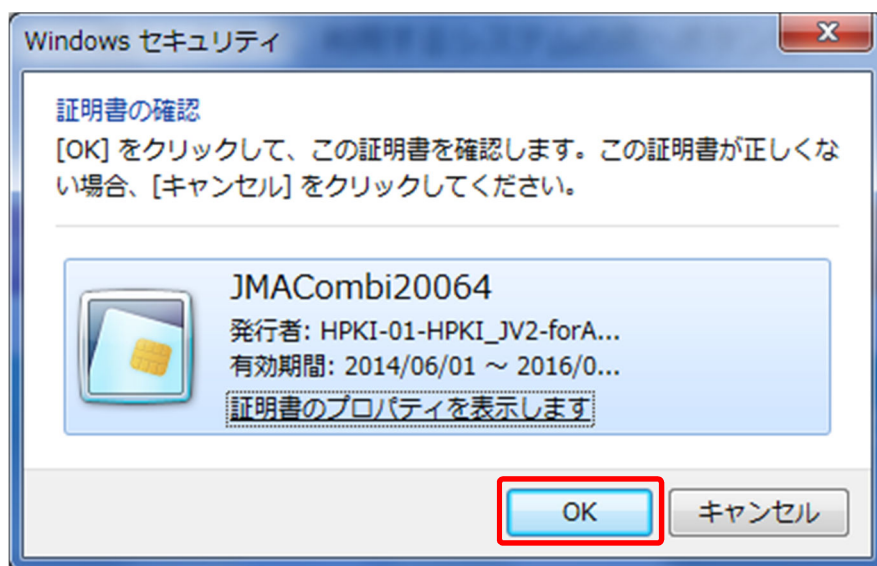 Windows セキュリティ
証明書の確認
[OK] をクリックして、この証明書を確認します。この証明書が正しくな
い場合、[キャンセル] をクリックしてください。
JMACombi20064
発行者: HPKI-01-HPKI_JV2-forA...
有効期間: 2014/06/01 ～ 2016/0...
証明書のプロパティを表示します
OK
キャンセル